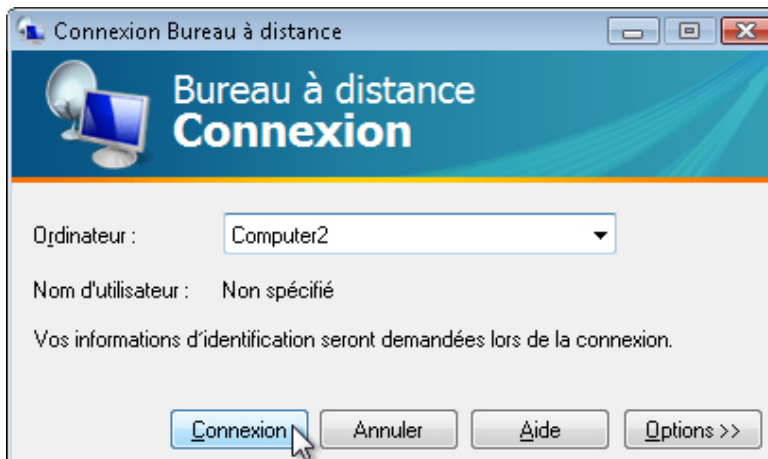 Connexion Bureau à distance
Bureau à distance
Connexion
Ordinateur : Computer2
Nom d'utilisateur : Non spécifié
Vos informations d'identification seront demandées lors de la connexion.
Connexion Annuler Aide Options >>